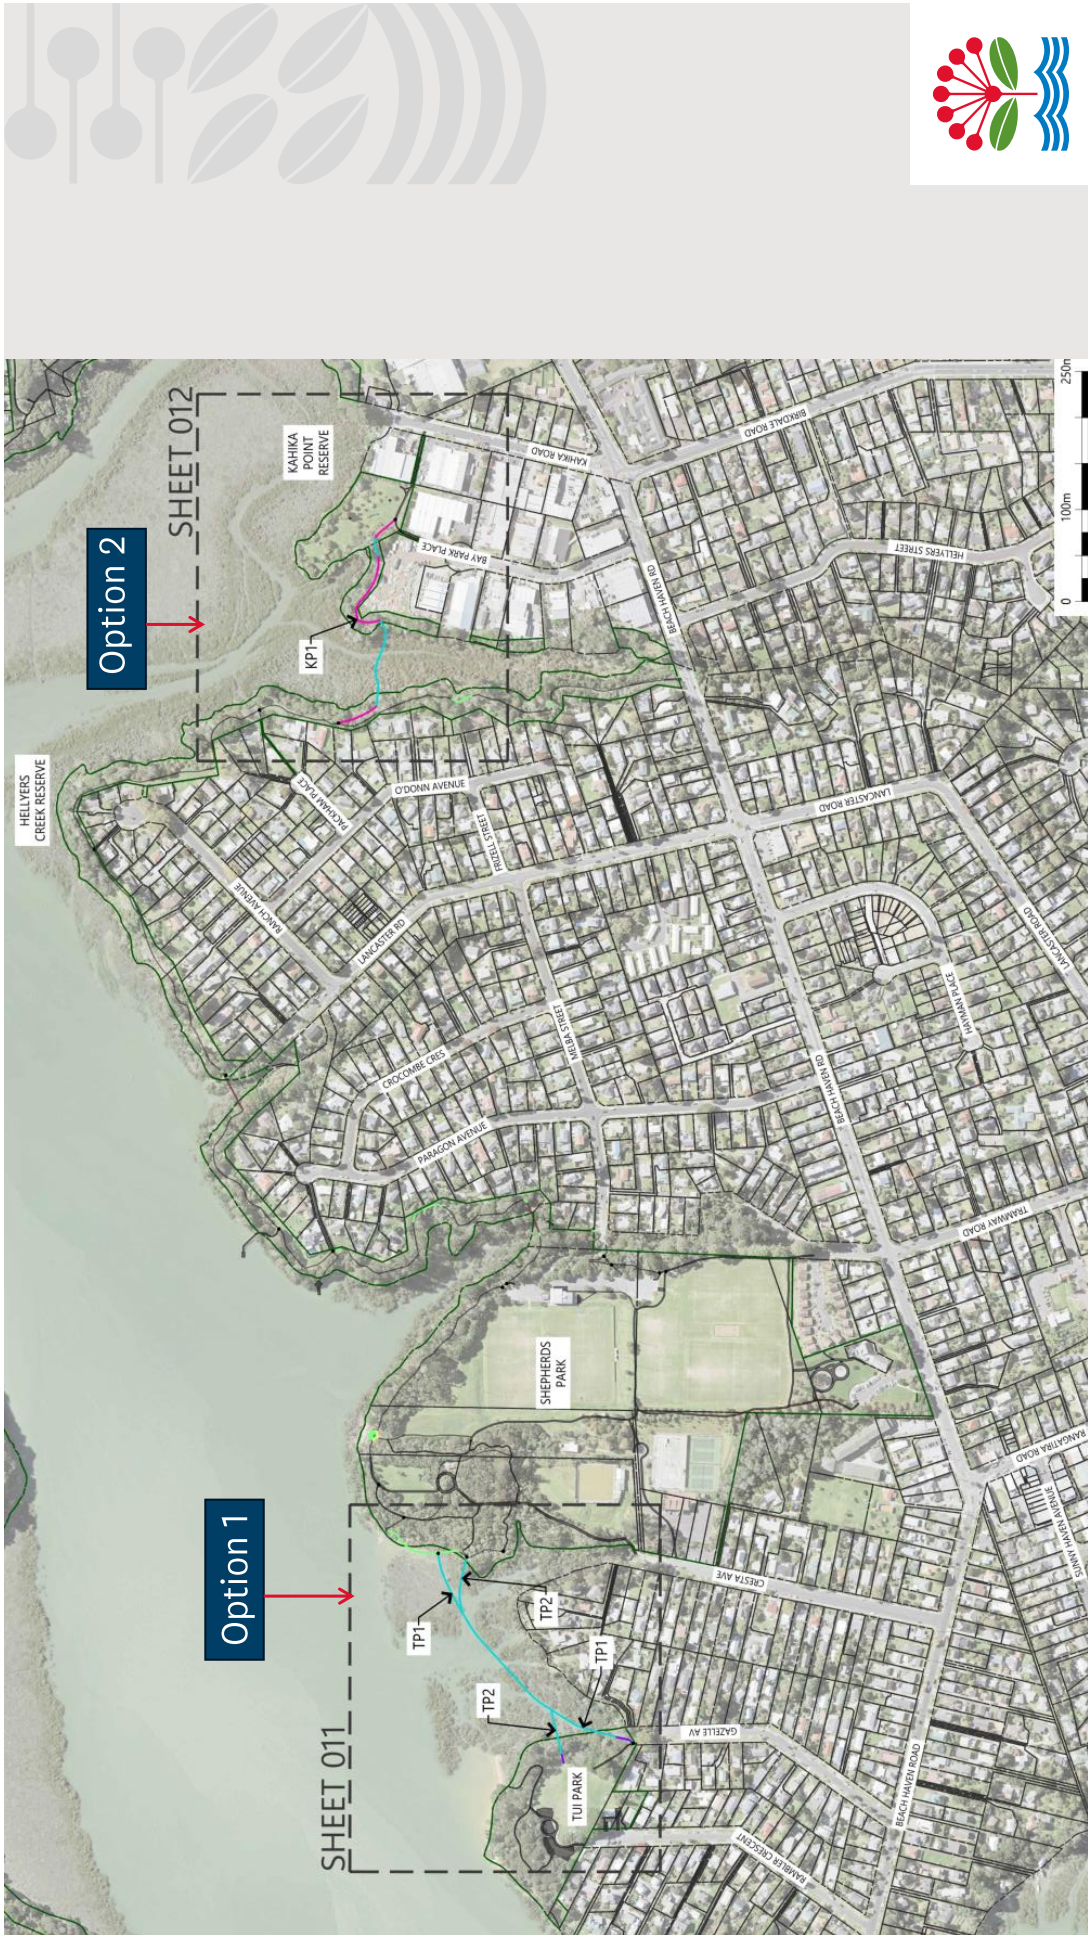 Option 1
Option 2
SHEET 011
SHEET 012
HELLYERS
CREEK RESERVE
KAHIKA
POINT
RESERVE
KP1
KAHIKA ROAD
BIRKDALE ROAD
BAY PARK PLACE
HELLYERS STREET
BEACH HAVEN RD
PACKHAM PLACE
O'DONN AVENUE
FRIZELL STREET
LANCASTER ROAD
RANCH AVENUE
LANCASTER RD
LANCASTER ROAD
CROCOMBE CRES
MELBA STREET
HAYMAN PLACE
PARAGON AVENUE
BEACH HAVEN RD
TRAMWAY ROAD
SHEPHERDS
PARK
RANGATIRA ROAD
SUNNY HAVEN AVENUE
CRESTA AVE
TP1
TP2
TP2
TP1
TUI PARK
GAZELLE AV
BEACH HAVEN ROAD
RAMBLER CRESCENT
0
100m
250m